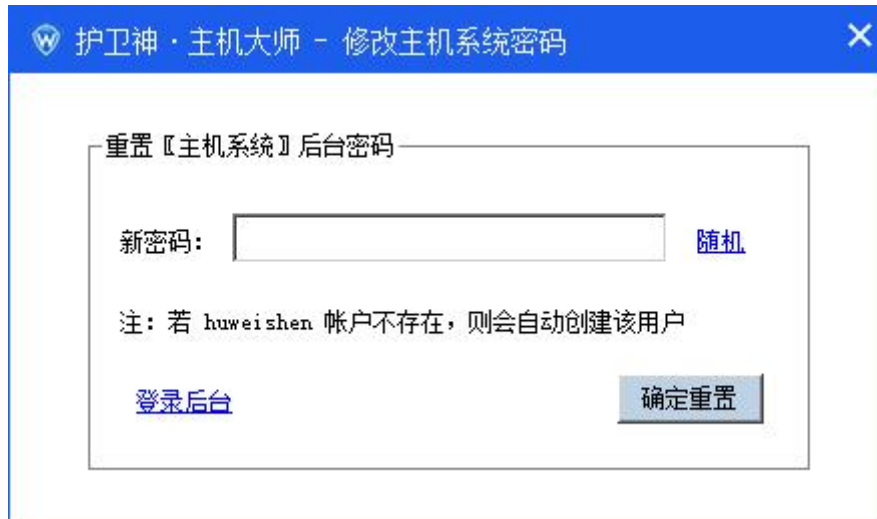 护卫神·主机大师 - 修改主机系统密码
重置〖主机系统〗后台密码
新密码: 随机
注: 若 huweishen 帐户不存在，则会自动创建该用户
登录后台 确定重置